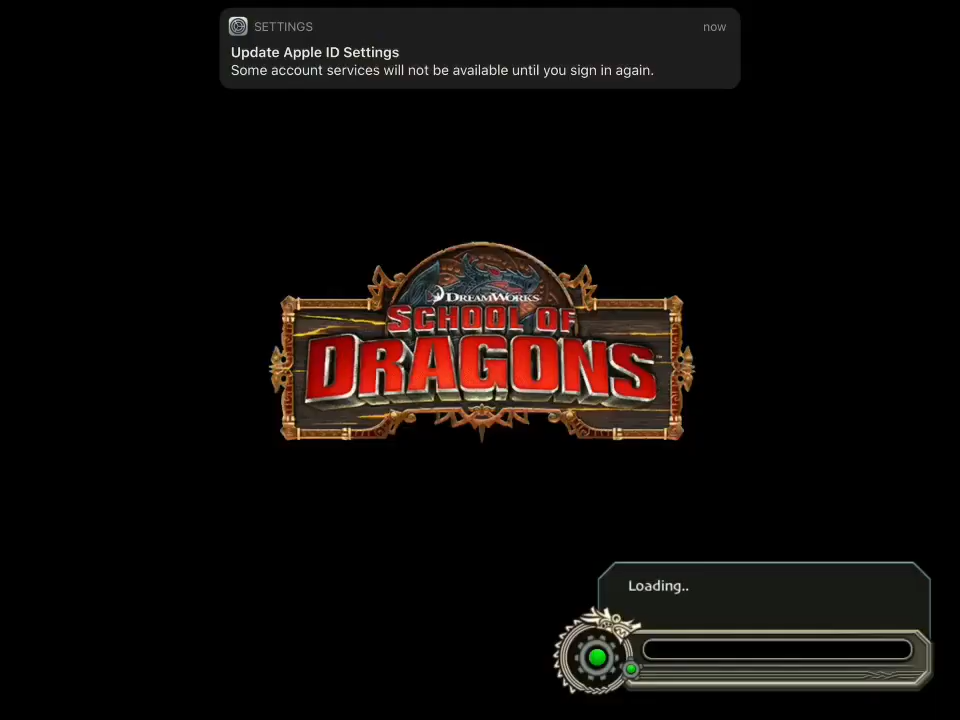 SETTINGS
now
Update Apple ID Settings
Some account services will not be available until you sign in again.
DREAMWORKS
SCHOOL OF
DRAGONS™
Loading..